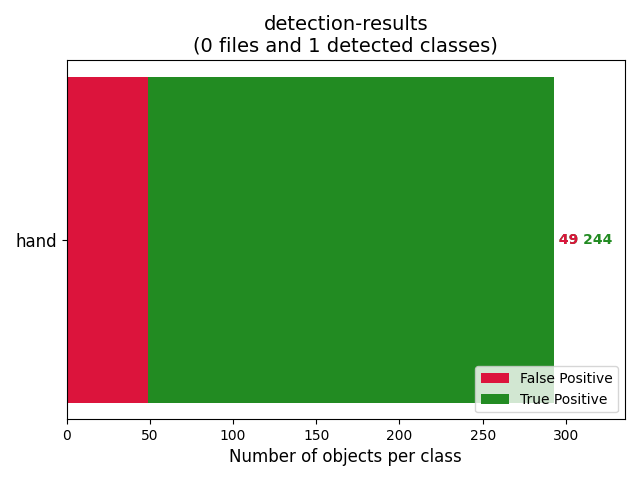 detection-results
(0 files and 1 detected classes)
hand
49 244
False Positive
True Positive
0 50 100 150 200 250 300
Number of objects per class